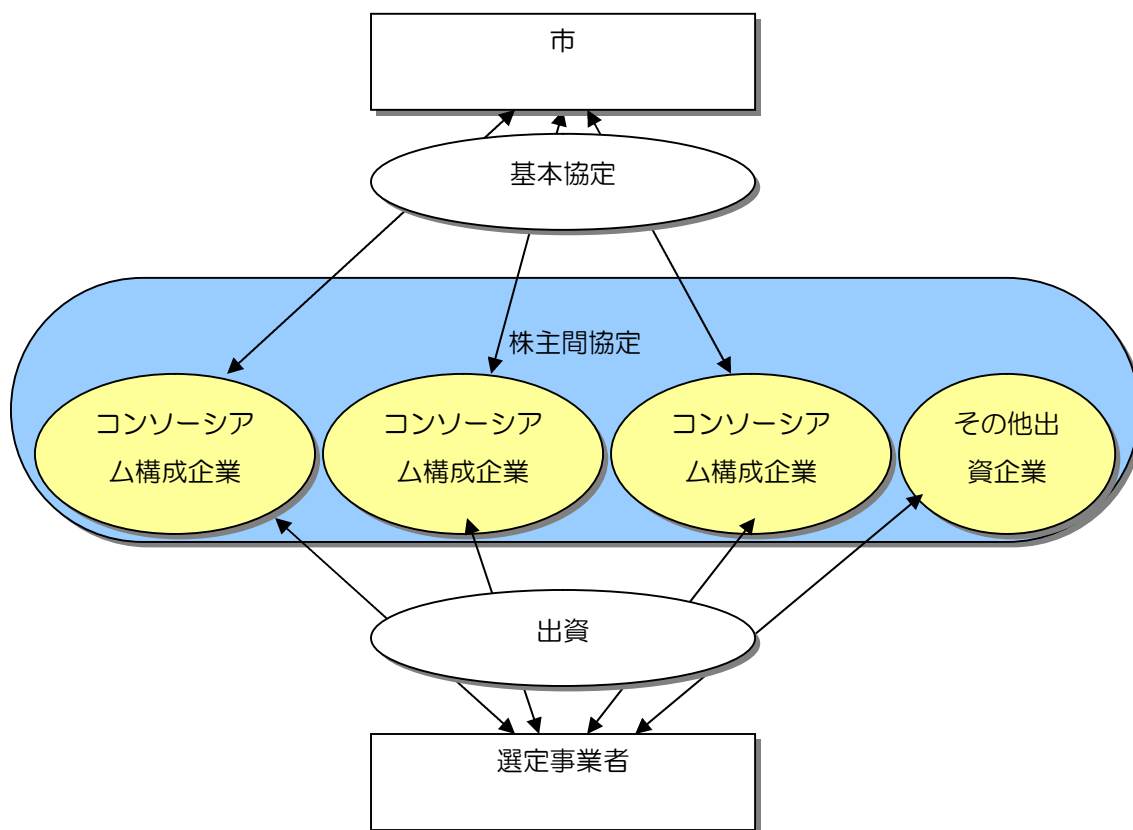 市
基本協定
株主間協定
コンソーシア
ム構成企業
コンソーシア
ム構成企業
コンソーシア
ム構成企業
その他出
資企業
出資
選定事業者